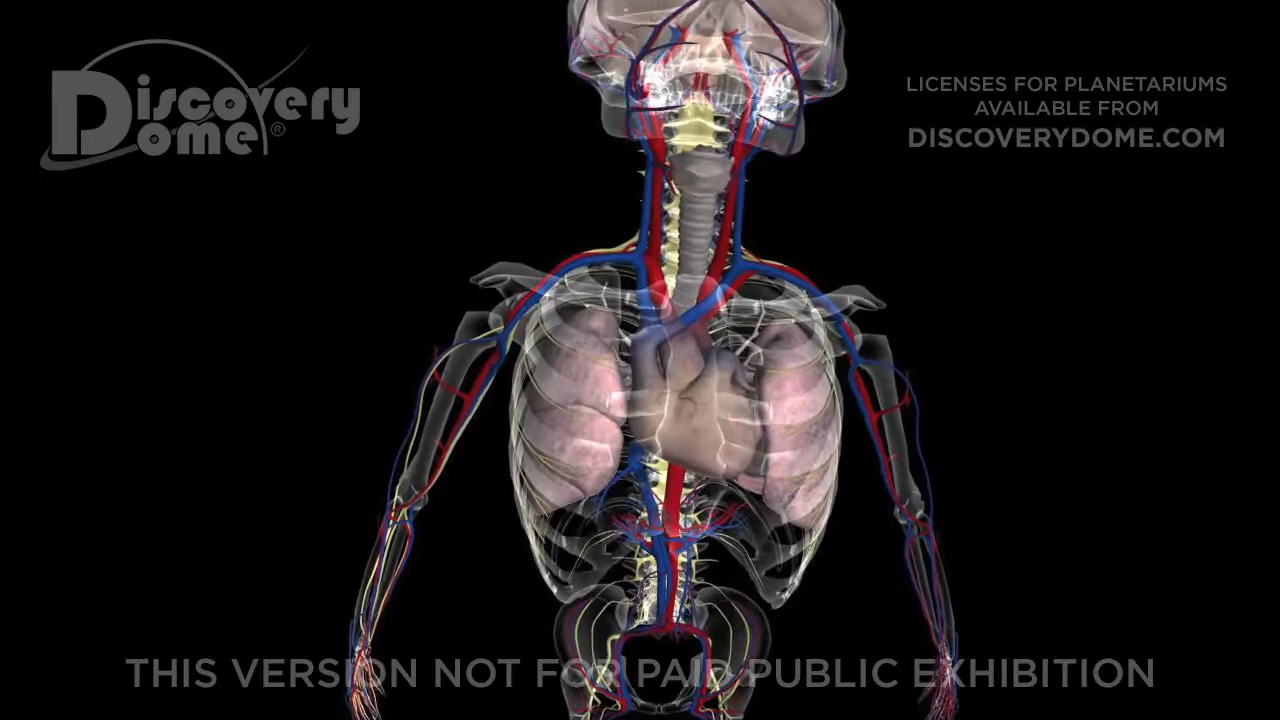 Discovery
Dome®
LICENSES FOR PLANETARIUMS
AVAILABLE FROM
DISCOVERYDOME.COM
THIS VERSION NOT FOR PAID PUBLIC EXHIBITION